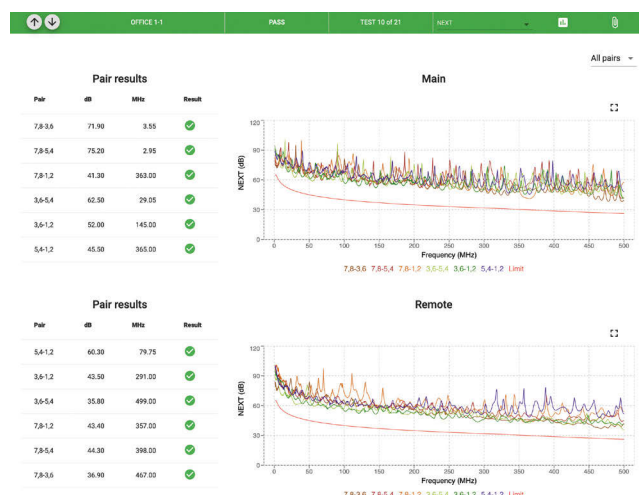 OFFICE 1-1 PASS TEST 10 of 21 NEXT
All pairs
Pair results
Pair dB MHz Result
7,8-3,6 71.90 3.55
7,8-5,4 75.20 2.95
7,8-1,2 41.30 363.00
3,6-5,4 62.50 29.05
3,6-1,2 52.00 145.00
5,4-1,2 45.50 365.00
Main
NEXT (dB)
120
90
60
30
0
0 50 100 150 200 250 300 350 400 450 500
Frequency (MHz)
7,8-3,6 7,8-5,4 7,8-1,2 3,6-5,4 3,6-1,2 5,4-1,2 Limit
Pair results
Pair dB MHz Result
5,4-1,2 60.30 79.75
3,6-1,2 43.50 291.00
3,6-5,4 35.80 499.00
7,8-1,2 43.40 357.00
7,8-5,4 44.30 398.00
7,8-3,6 36.90 467.00
Remote
NEXT (dB)
120
90
60
30
0
0 50 100 150 200 250 300 350 400 450 500
Frequency (MHz)
7,8-3,6 7,8-5,4 7,8-1,2 3,6-5,4 3,6-1,2 5,4-1,2 Limit